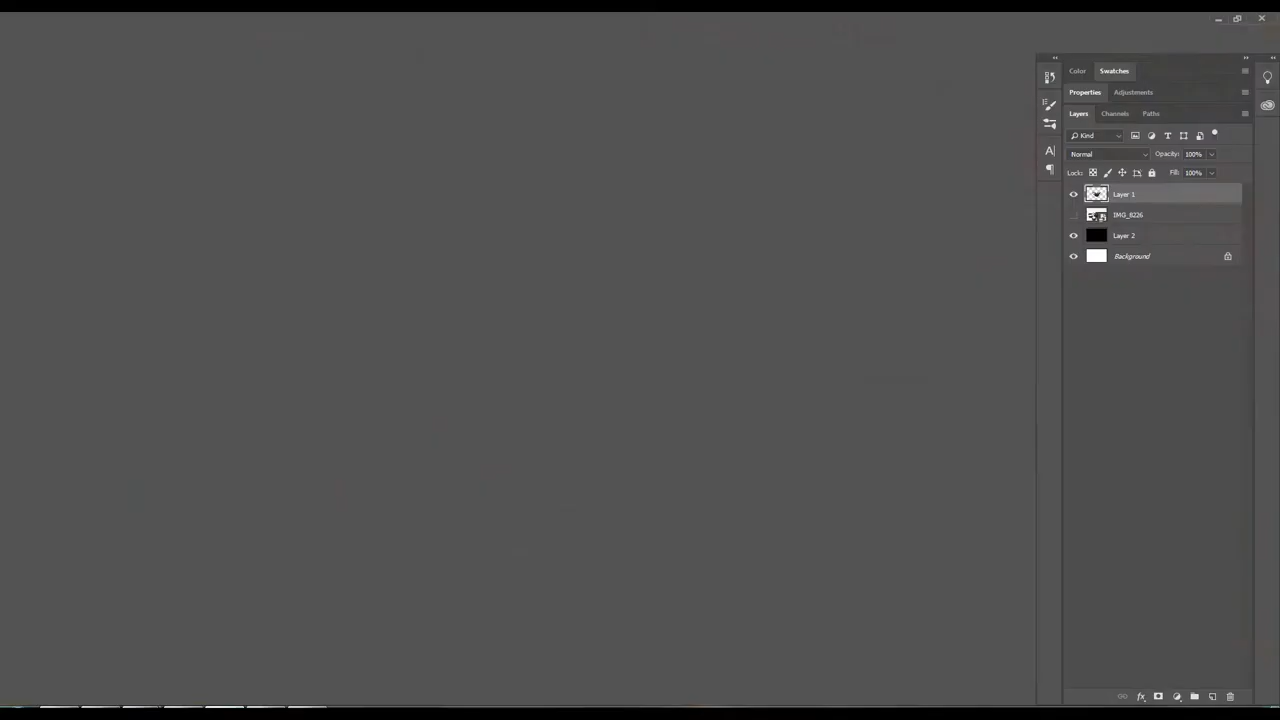 Color Swatches
Properties Adjustments
Layers Channels Paths
Kind
Normal Opacity: 100%
Lock: Fill: 100%
Layer 1
IMG_8226
Layer 2
Background